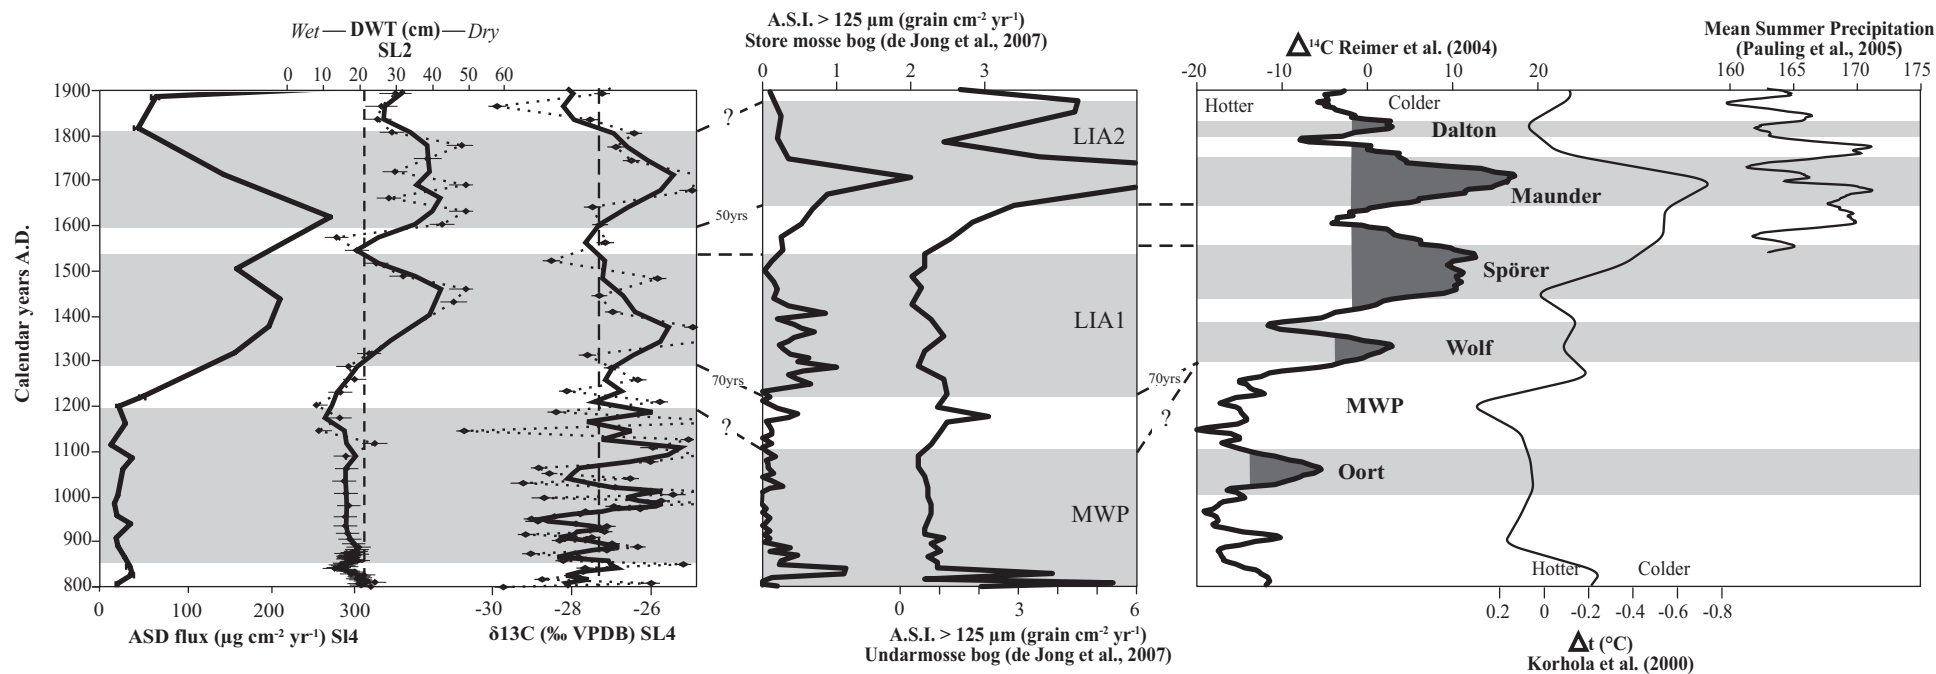 Wet — DWT (cm) — Dry
SL2
0 10 20 30 40 50 60
A.S.I. > 125 µm (grain cm⁻² yr⁻¹)
Store mosse bog (de Jong et al., 2007)
0 1 2 3
Δ¹⁴C Reimer et al. (2004)
-20 -10 0 10 20
Mean Summer Precipitation
(Pauling et al., 2005)
160 165 170 175
Calendar years A.D.
1900
1800
1700
1600
1500
1400
1300
1200
1100
1000
900
800
?
50yrs
70yrs
?
LIA2
LIA1
MWP
70yrs
?
Hotter
Colder
Dalton
Maunder
Spörer
Wolf
MWP
Oort
Hotter
Colder
0 100 200 300
ASD flux (µg cm⁻² yr⁻¹) Sl4
-30 -28 -26
δ13C (‰ VPDB) SL4
0 3 6
A.S.I. > 125 µm (grain cm⁻² yr⁻¹)
Undarmosse bog (de Jong et al., 2007)
0.2 0 -0.2 -0.4 -0.6 -0.8
Δt (°C)
Korhola et al. (2000)